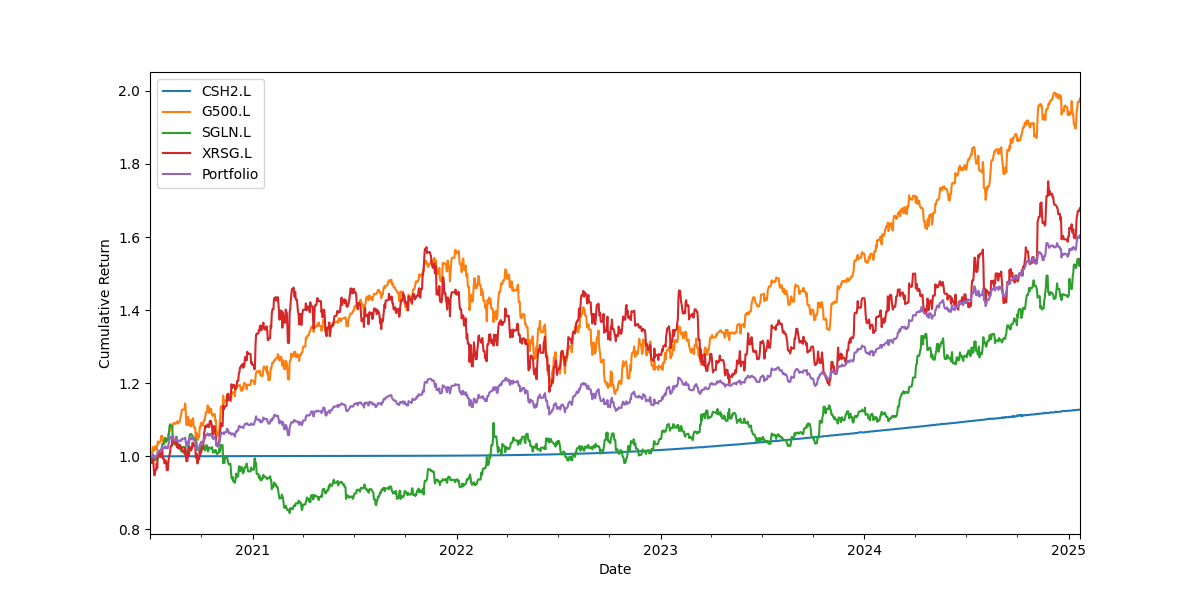 CSH2.L
G500.L
SGLN.L
XRSG.L
Portfolio
2.0
1.8
1.6
1.4
1.2
1.0
0.8
Cumulative Return
2021 2022 2023 2024 2025
Date